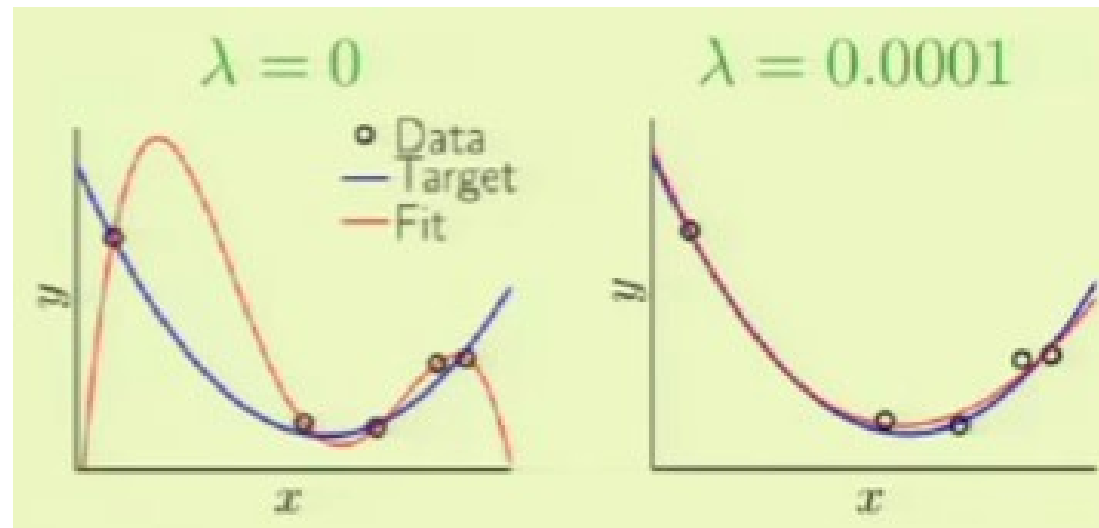 λ = 0
λ = 0.0001
Data
Target
Fit
y
x
y
x